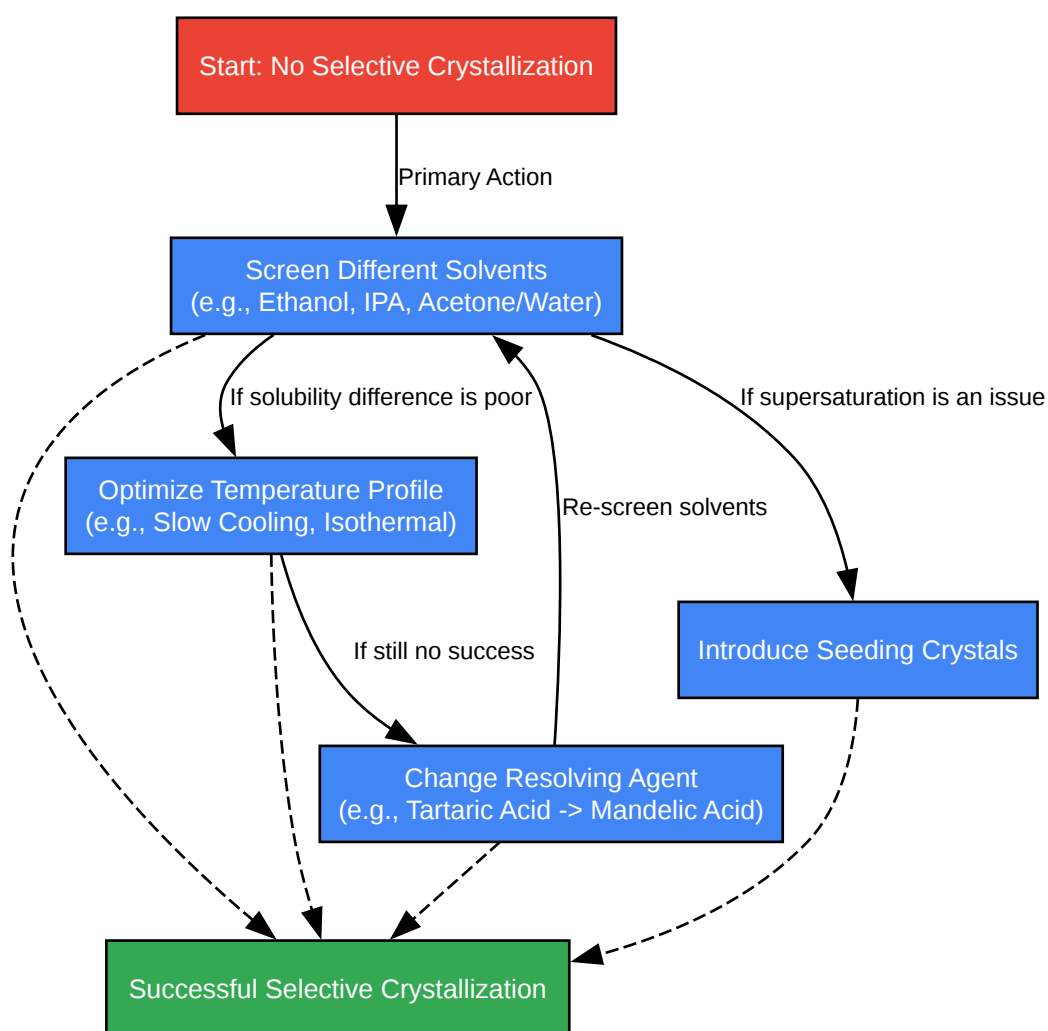 Start: No Selective Crystallization
Primary Action
Screen Different Solvents
(e.g., Ethanol, IPA, Acetone/Water)
If solubility difference is poor
If supersaturation is an issue
Optimize Temperature Profile
(e.g., Slow Cooling, Isothermal)
Re-screen solvents
If still no success
Introduce Seeding Crystals
Change Resolving Agent
(e.g., Tartaric Acid -> Mandelic Acid)
Successful Selective Crystallization